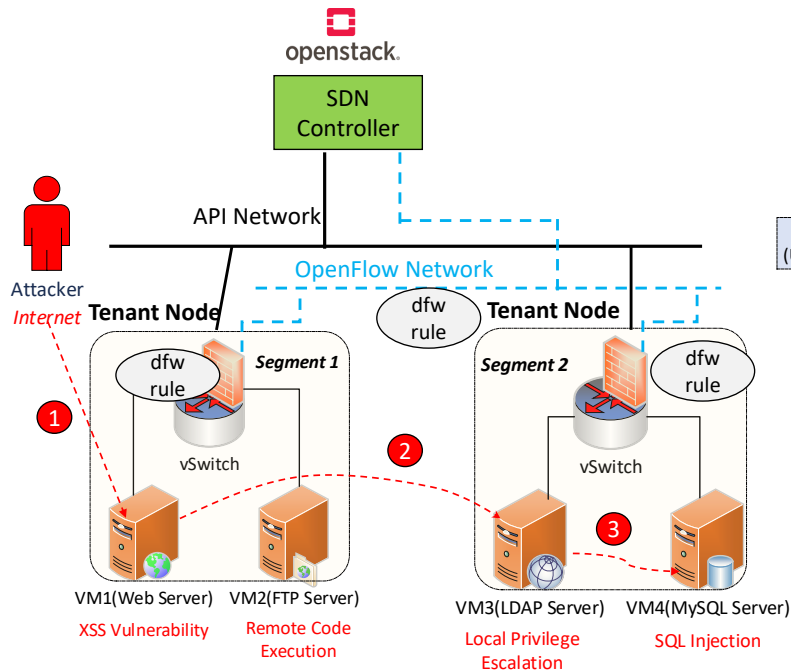 openstack.
SDN
Controller
API Network
OpenFlow Network
Attacker
Internet
Tenant Node
Tenant Node
dfw
rule
dfw
rule
dfw
rule
Segment 1
Segment 2
1
2
3
vSwitch
vSwitch
VM1(Web Server)
VM2(FTP Server)
VM3(LDAP Server)
VM4(MySQL Server)
XSS Vulnerability
Remote Code
Execution
Local Privilege
Escalation
SQL Injection